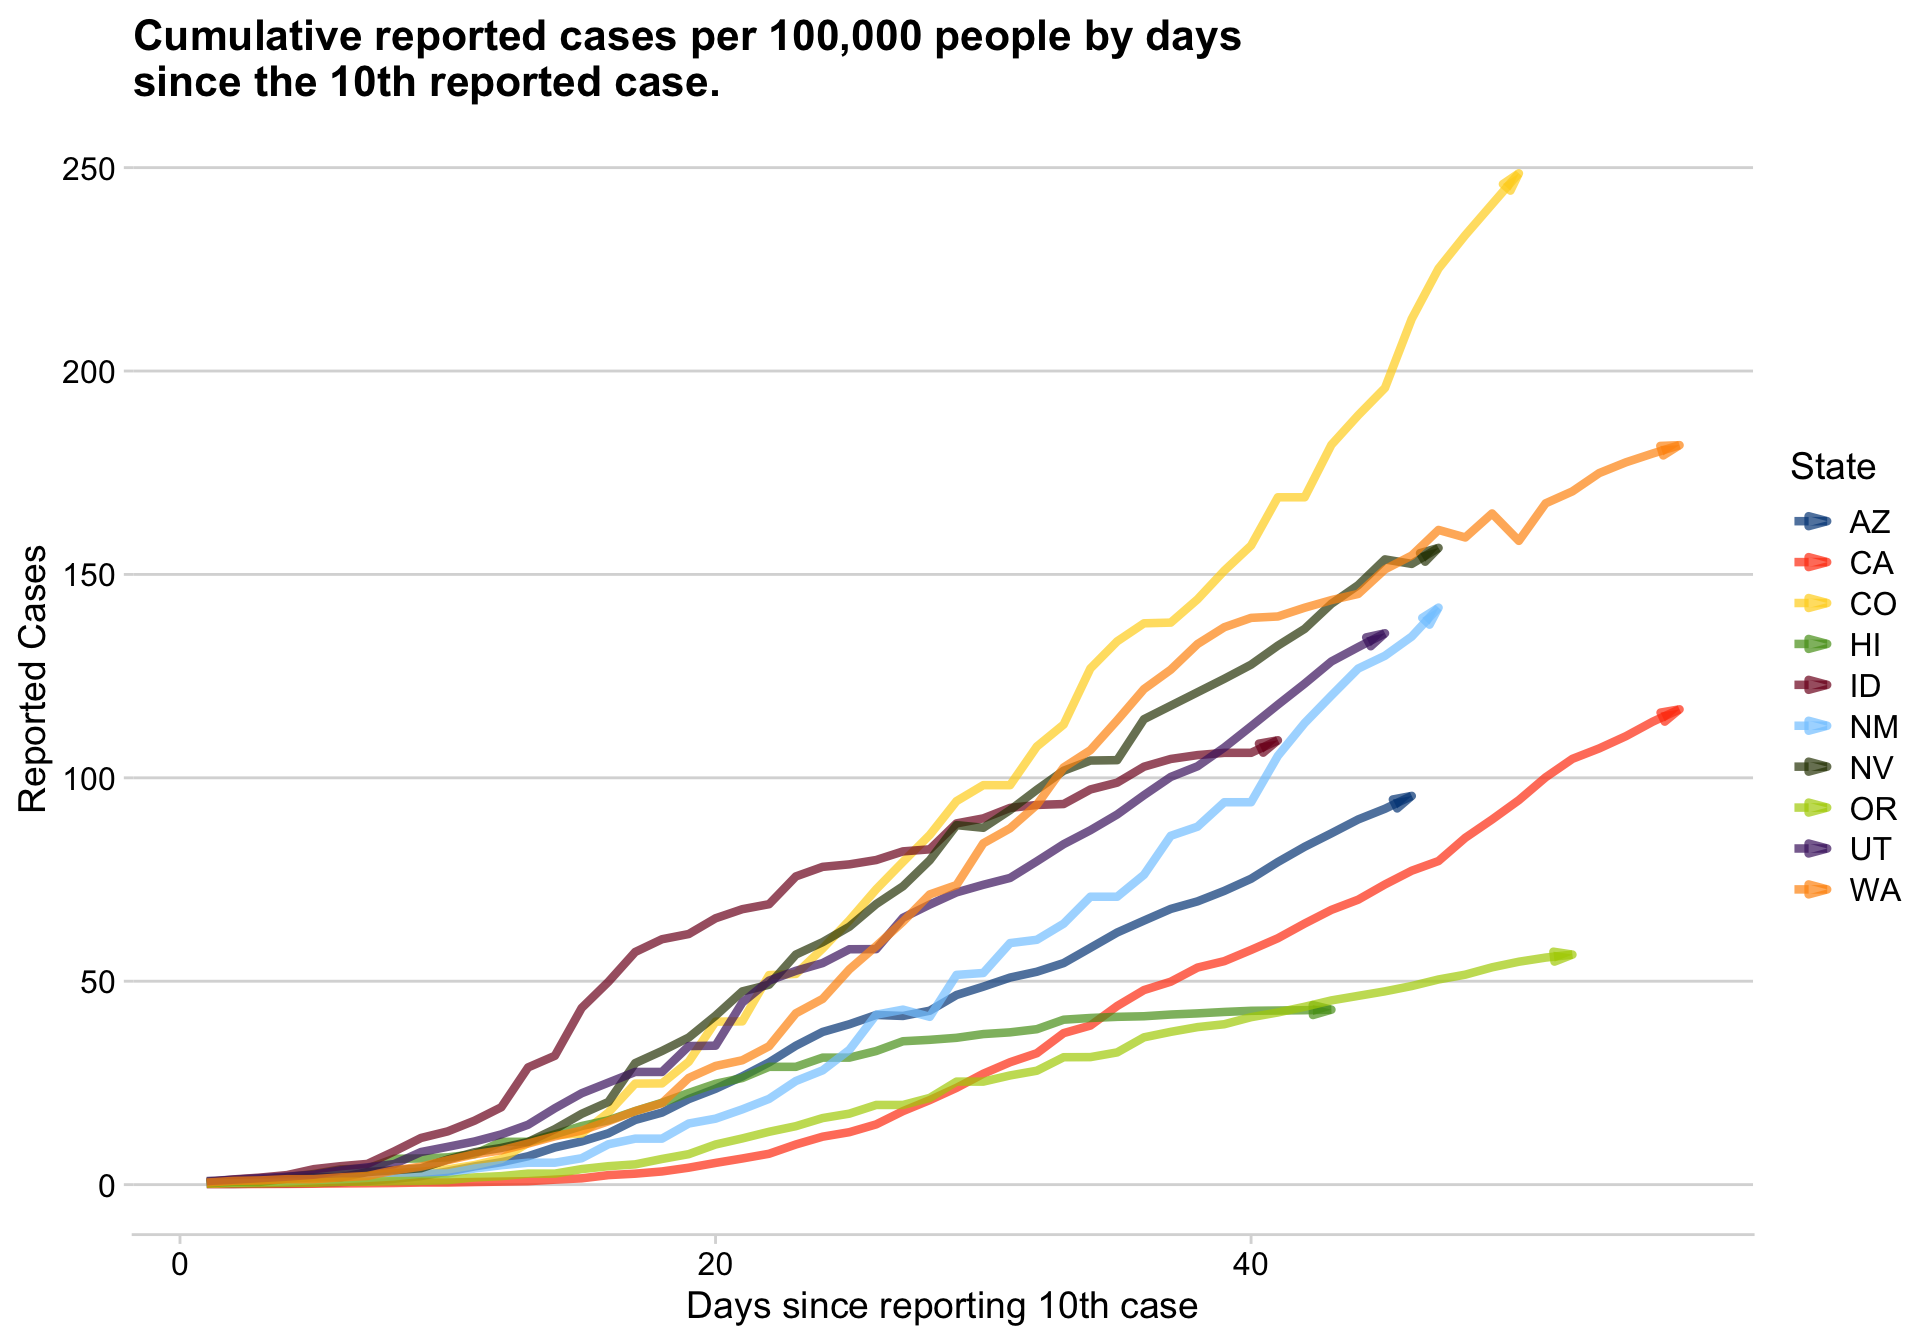 Cumulative reported cases per 100,000 people by days
since the 10th reported case.
250
200
150
100
50
0
Reported Cases
0
20
40
Days since reporting 10th case
State
AZ
CA
CO
HI
ID
NM
NV
OR
UT
WA